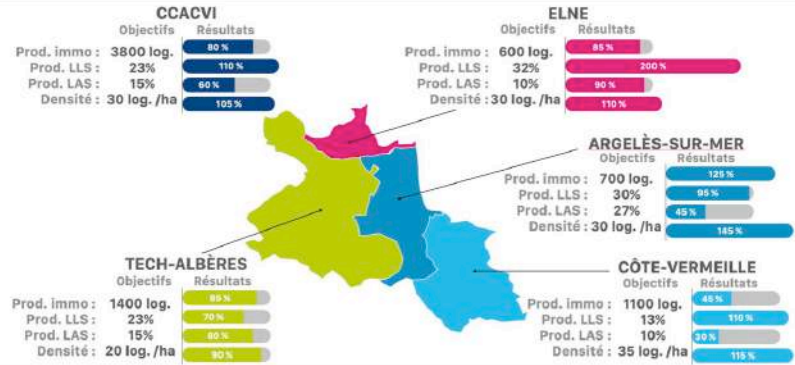 CCACVI
Objectifs Résultats
Prod. immo : 3800 log. 80 %
Prod. LLS : 23% 110 %
Prod. LAS : 15% 60 %
Densité : 30 log. /ha 105 %
ELNE
Objectifs Résultats
Prod. immo : 600 log. 85 %
Prod. LLS : 32% 200 %
Prod. LAS : 10% 90 %
Densité : 30 log. /ha 110 %
ARGELÈS-SUR-MER
Objectifs Résultats
Prod. immo : 700 log. 125 %
Prod. LLS : 30% 95 %
Prod. LAS : 27% 45 %
Densité : 30 log. /ha 145 %
TECH-ALBÈRES
Objectifs Résultats
Prod. immo : 1400 log.
Prod. LLS : 23% 70 %
Prod. LAS : 15%
Densité : 20 log. /ha 90 %
CÔTE-VERMEILLE
Objectifs Résultats
Prod. immo : 1100 log. 45 %
Prod. LLS : 13% 110 %
Prod. LAS : 10%
Densité : 35 log. /ha 115 %